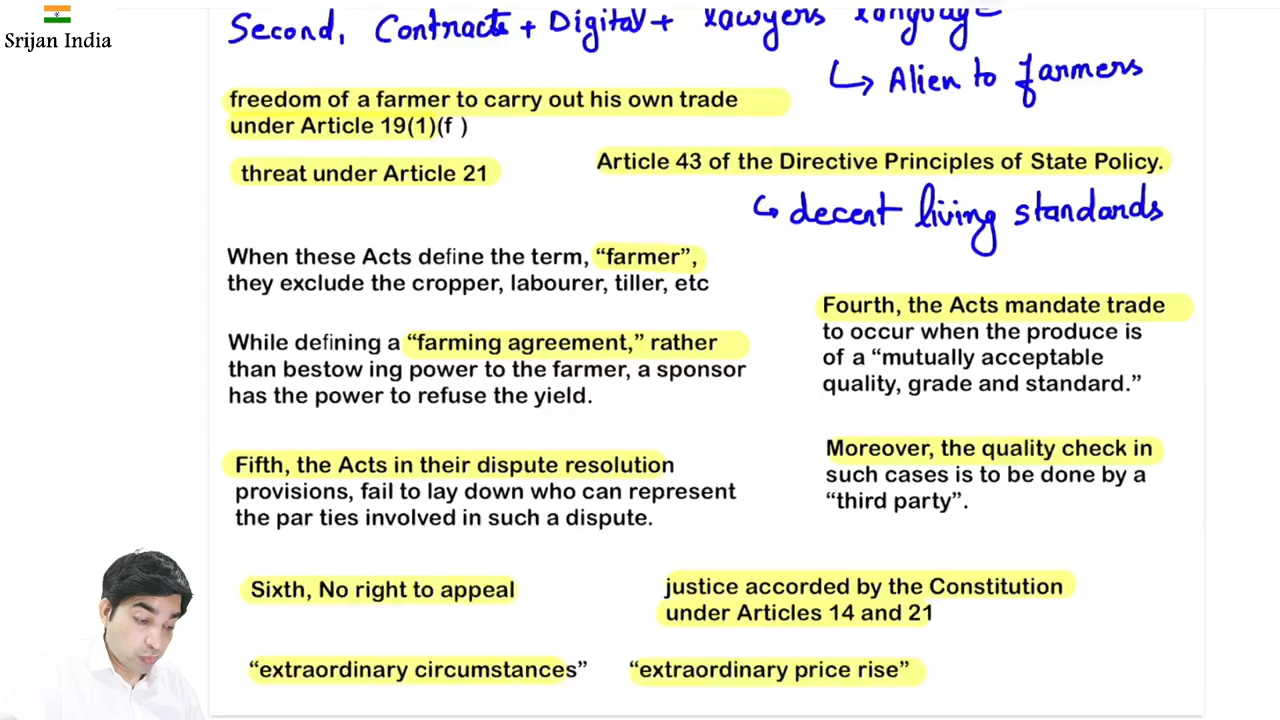 Srijan India
Second, Contracts + Digital + lawyers language
↳ Alien to farmers
freedom of a farmer to carry out his own trade
under Article 19(1)(f )
threat under Article 21
Article 43 of the Directive Principles of State Policy.
↳ decent living standards
When these Acts define the term, “farmer”,
they exclude the cropper, labourer, tiller, etc
While defining a “farming agreement,” rather
than bestow ing power to the farmer, a sponsor
has the power to refuse the yield.
Fourth, the Acts mandate trade
to occur when the produce is
of a “mutually acceptable
quality, grade and standard.”
Fifth, the Acts in their dispute resolution
provisions, fail to lay down who can represent
the par ties involved in such a dispute.
Moreover, the quality check in
such cases is to be done by a
“third party”.
Sixth, No right to appeal
justice accorded by the Constitution
under Articles 14 and 21
“extraordinary circumstances”
“extraordinary price rise”